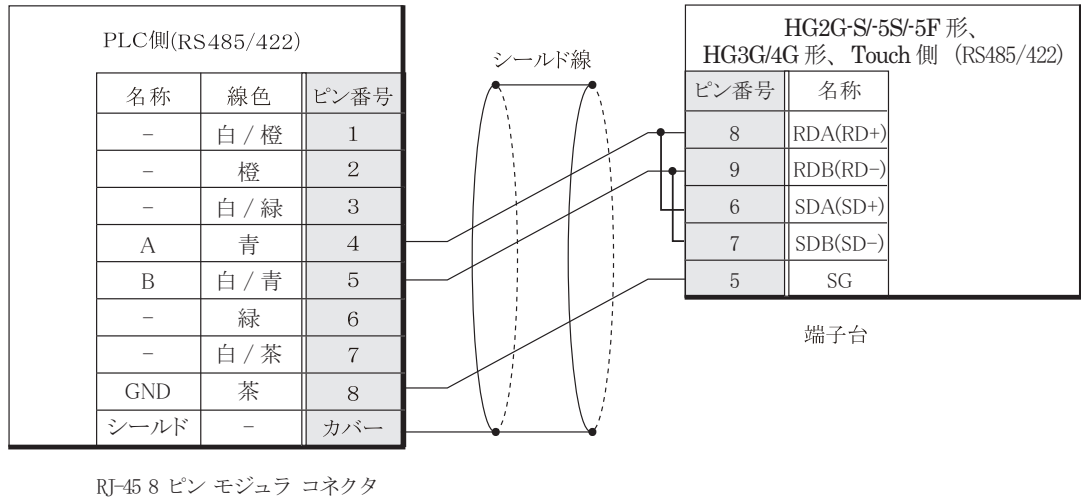 PLC側(RS485/422)
名称 線色 ピン番号
− 白 / 橙 1
− 橙 2
− 白 / 緑 3
A 青 4
B 白 / 青 5
− 緑 6
− 白 / 茶 7
GND 茶 8
シールド − カバー
RJ-45 8 ピン モジュラ コネクタ
シールド線
HG2G-S/-5S/-5F 形、
HG3G/4G 形、Touch 側 (RS485/422)
ピン番号 名称
8 RDA(RD+)
9 RDB(RD−)
6 SDA(SD+)
7 SDB(SD−)
5 SG
端子台